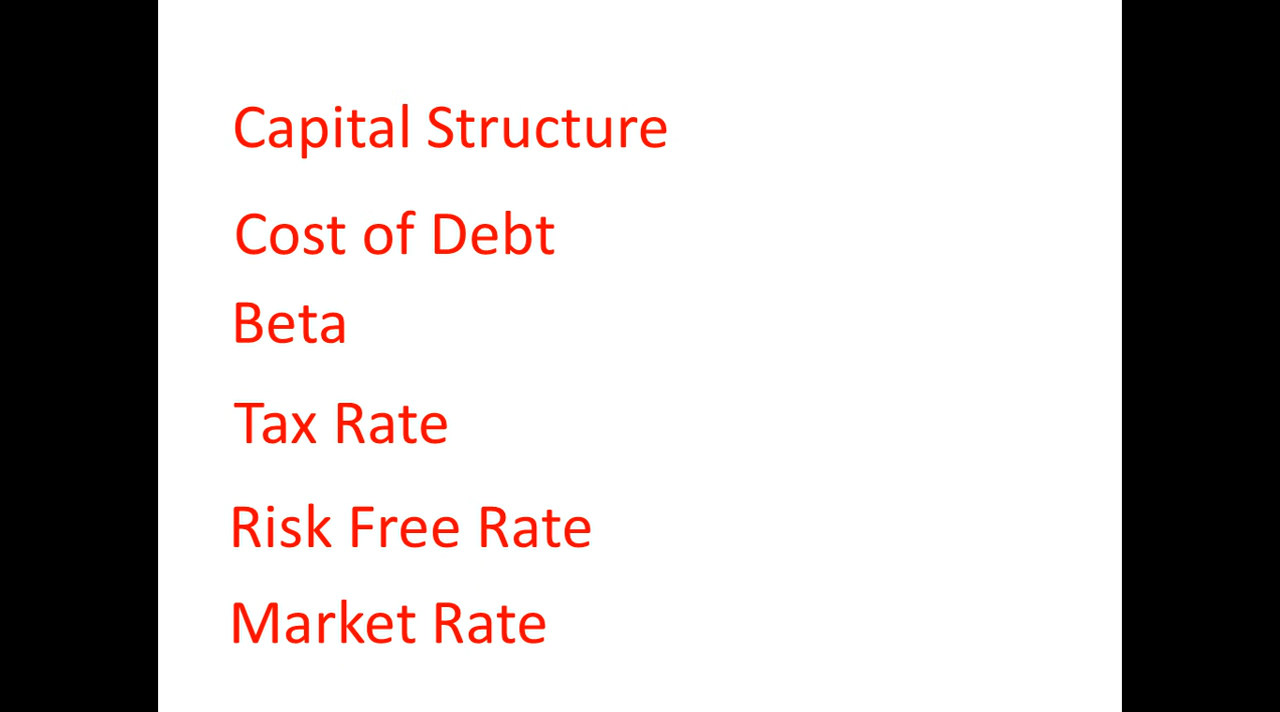 Capital Structure
Cost of Debt
Beta
Tax Rate
Risk Free Rate
Market Rate